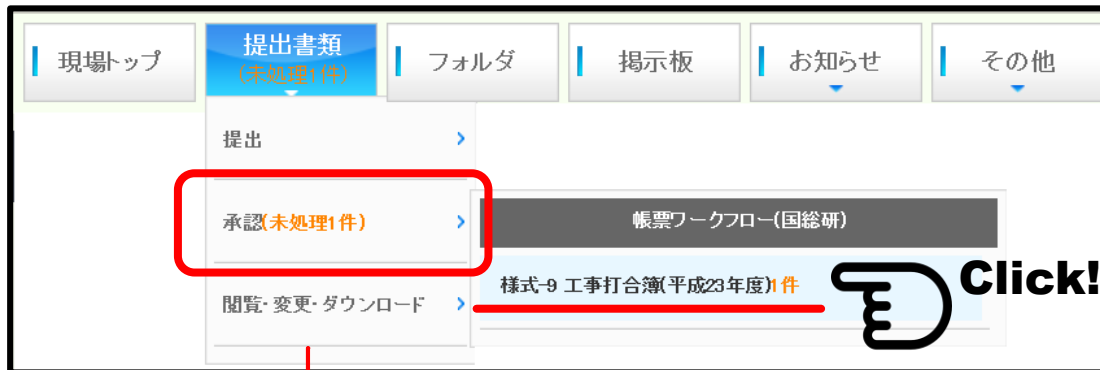 現場トップ
提出書類
(未処理1件)
フォルダ
掲示板
お知らせ
その他
提出
承認(未処理1件)
閲覧・変更・ダウンロード
帳票ワークフロー(国総研)
様式-9 工事打合簿(平成23年度)1件
Click!